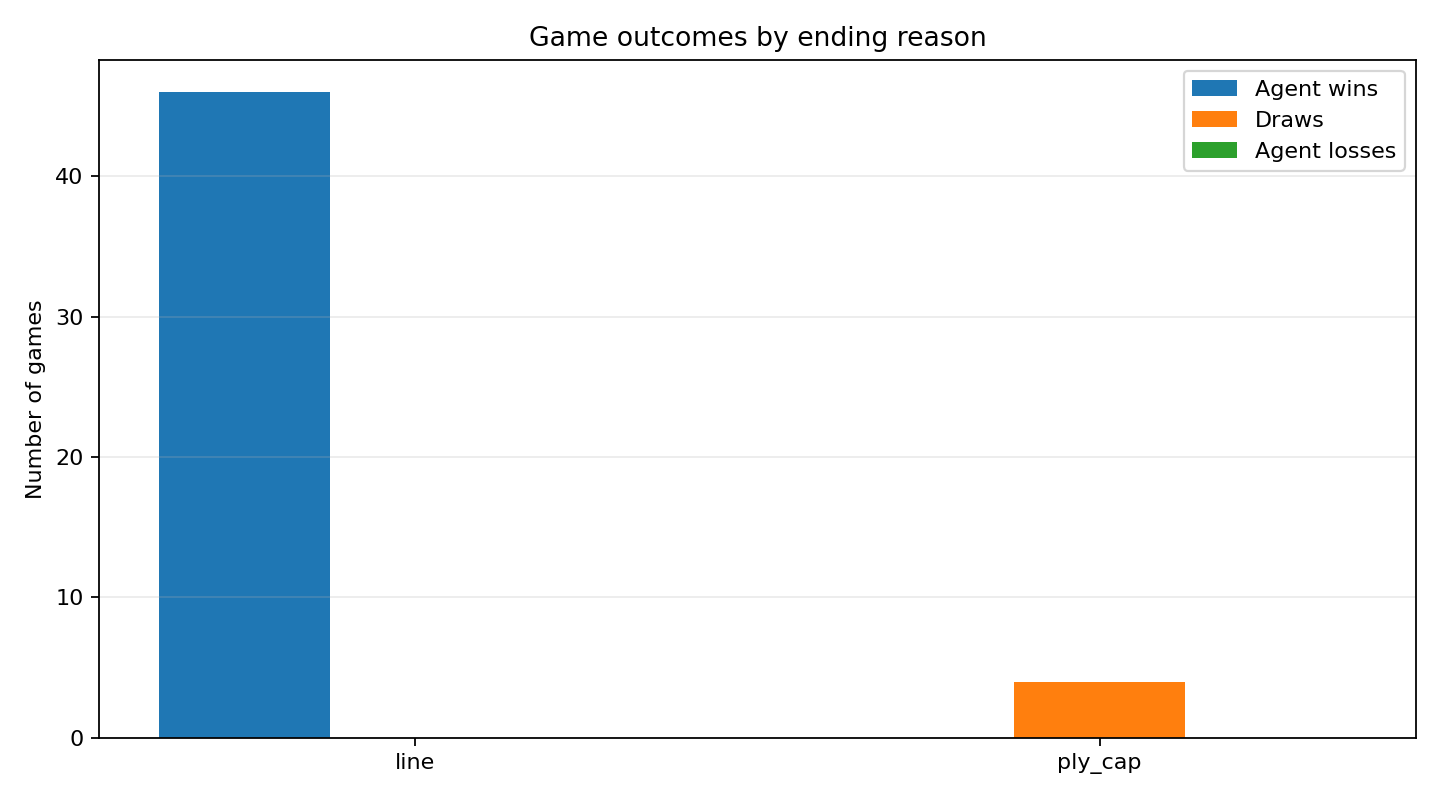 Game outcomes by ending reason
Agent wins
Draws
Agent losses
Number of games
40
30
20
10
0
line
ply_cap